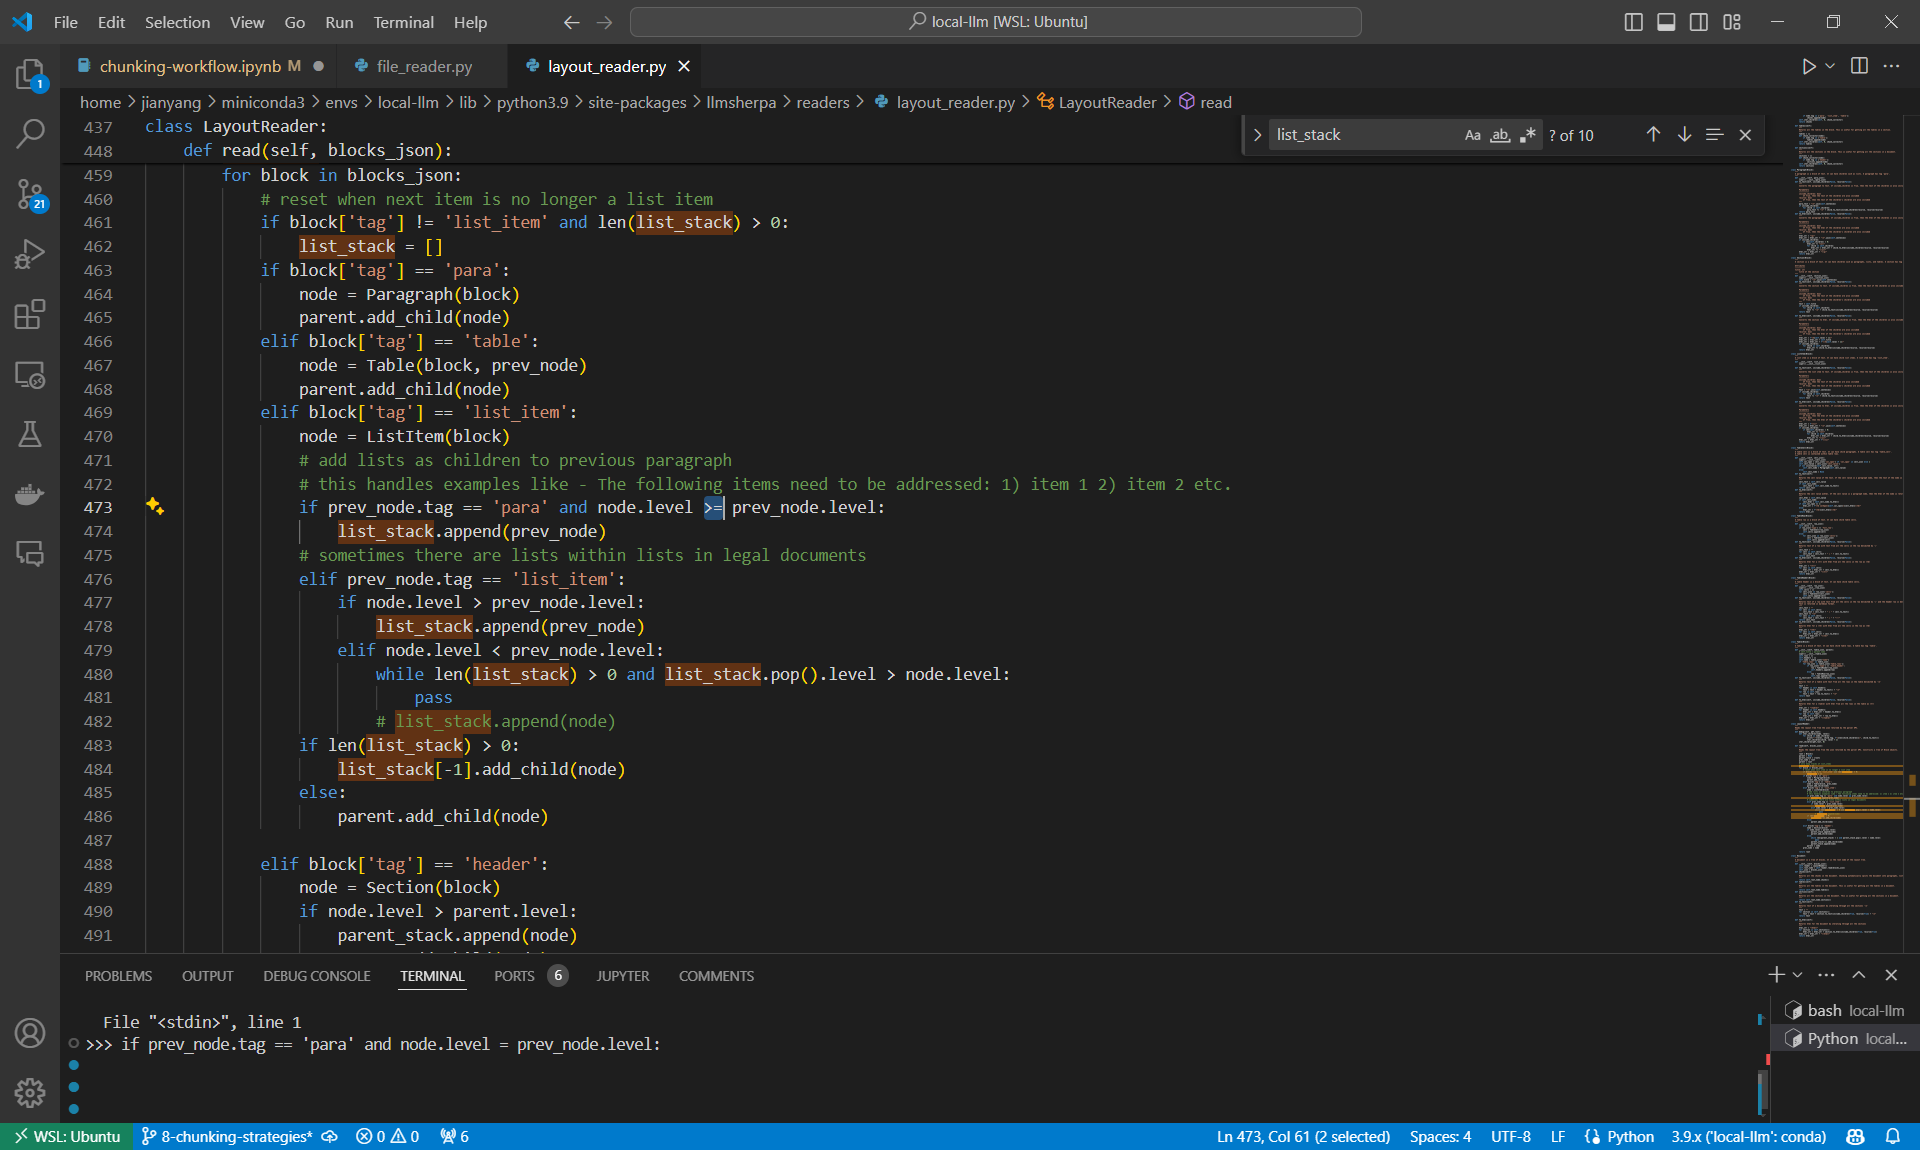 File Edit Selection View Go Run Terminal Help
local-llm [WSL: Ubuntu]
chunking-workflow.ipynb M
file_reader.py
layout_reader.py
home > jianyang > miniconda3 > envs > local-llm > lib > python3.9 > site-packages > llmsherpa > readers > layout_reader.py > LayoutReader > read
list_stack Aa ab .* ? of 10
437 class LayoutReader:
448 def read(self, blocks_json):
459 for block in blocks_json:
460 # reset when next item is no longer a list item
461 if block['tag'] != 'list_item' and len(list_stack) > 0:
462 list_stack = []
463 if block['tag'] == 'para':
464 node = Paragraph(block)
465 parent.add_child(node)
466 elif block['tag'] == 'table':
467 node = Table(block, prev_node)
468 parent.add_child(node)
469 elif block['tag'] == 'list_item':
470 node = ListItem(block)
471 # add lists as children to previous paragraph
472 # this handles examples like - The following items need to be addressed: 1) item 1 2) item 2 etc.
473 if prev_node.tag == 'para' and node.level >= prev_node.level:
474 list_stack.append(prev_node)
475 # sometimes there are lists within lists in legal documents
476 elif prev_node.tag == 'list_item':
477 if node.level > prev_node.level:
478 list_stack.append(prev_node)
479 elif node.level < prev_node.level:
480 while len(list_stack) > 0 and list_stack.pop().level > node.level:
481 pass
482 # list_stack.append(node)
483 if len(list_stack) > 0:
484 list_stack[-1].add_child(node)
485 else:
486 parent.add_child(node)
487
488 elif block['tag'] == 'header':
489 node = Section(block)
490 if node.level > parent.level:
491 parent_stack.append(node)
PROBLEMS OUTPUT DEBUG CONSOLE TERMINAL PORTS 6 JUPYTER COMMENTS
File "<stdin>", line 1
>>> if prev_node.tag == 'para' and node.level = prev_node.level:
bash local-llm
Python local...
1
21
WSL: Ubuntu 8-chunking-strategies* 0 0 6 Ln 473, Col 61 (2 selected) Spaces: 4 UTF-8 LF Python 3.9.x ('local-llm': conda)